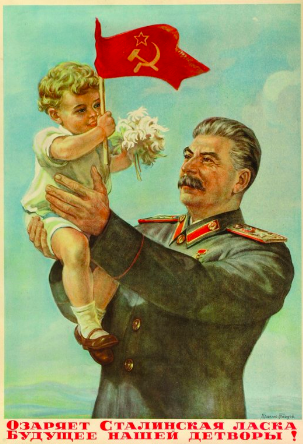 Озаряет Сталинская ласка
Будущее нашей детворы!